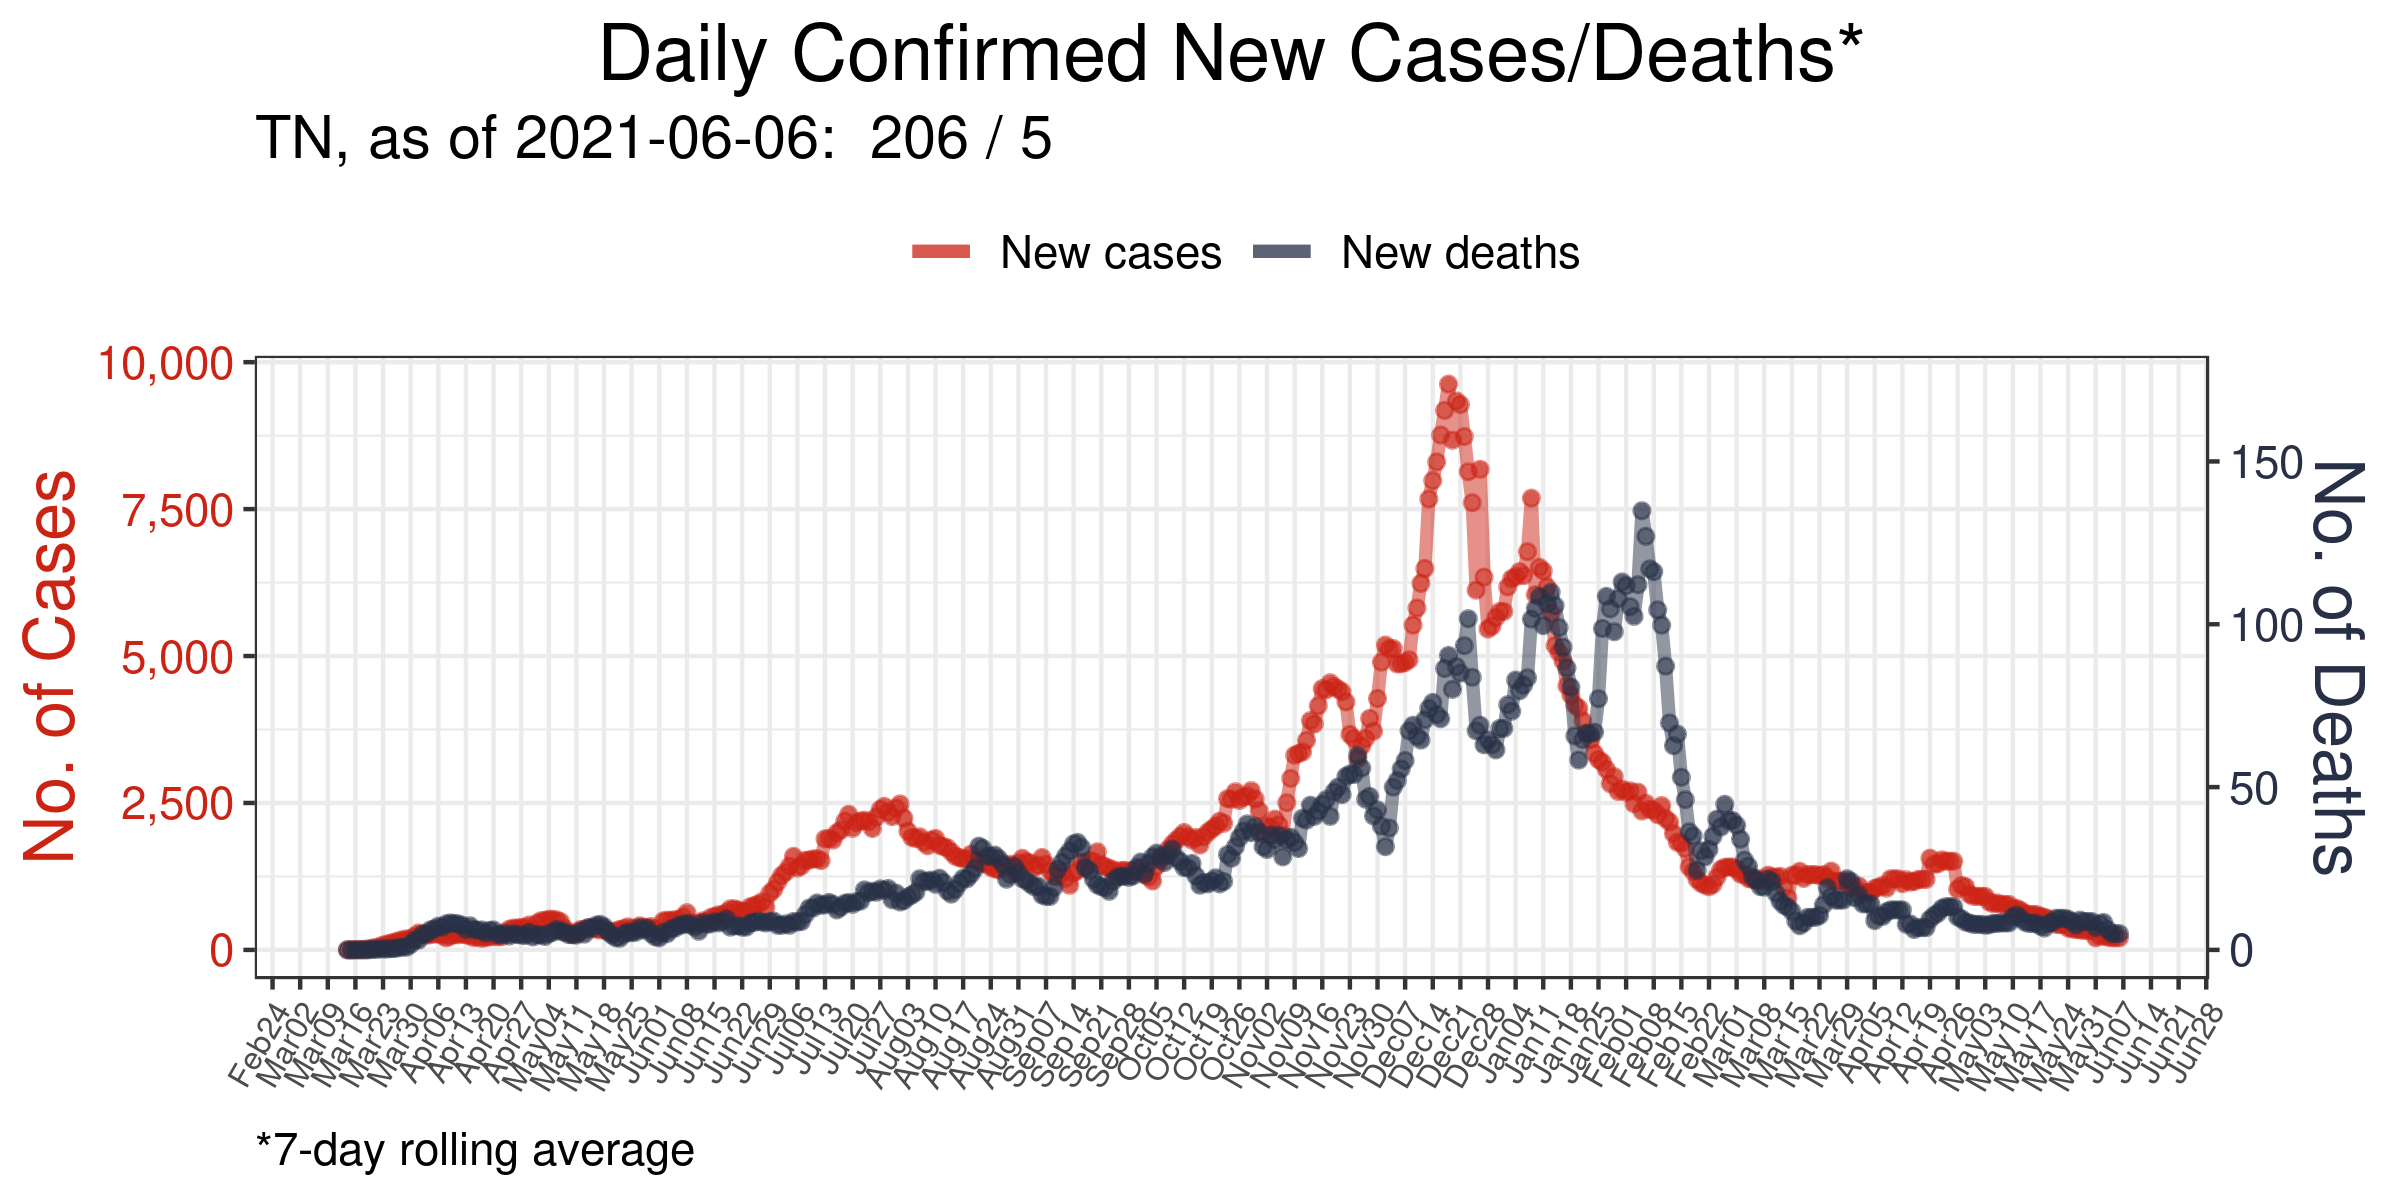 Daily Confirmed New Cases/Deaths*
TN, as of 2021-06-06:  206 / 5
New cases
New deaths
No. of Cases
10,000
7,500
5,000
2,500
0
No. of Deaths
150
100
50
0
Feb24
Mar02
Mar09
Mar16
Mar23
Mar30
Apr06
Apr13
Apr20
Apr27
May04
May11
May18
May25
Jun01
Jun08
Jun15
Jun22
Jun29
Jul06
Jul13
Jul20
Jul27
Aug03
Aug10
Aug17
Aug24
Aug31
Sep07
Sep14
Sep21
Sep28
Oct05
Oct12
Oct19
Oct26
Nov02
Nov09
Nov16
Nov23
Nov30
Dec07
Dec14
Dec21
Dec28
Jan04
Jan11
Jan18
Jan25
Feb01
Feb08
Feb15
Feb22
Mar01
Mar08
Mar15
Mar22
Mar29
Apr05
Apr12
Apr19
Apr26
May03
May10
May17
May24
May31
Jun07
Jun14
Jun21
Jun28
*7-day rolling average